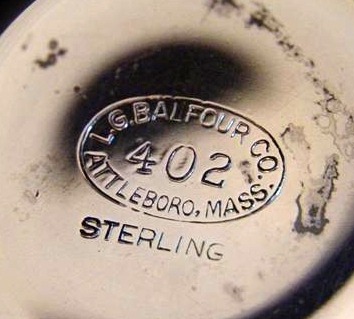 L.G.BALFOUR CO.
402
ATTLEBORO, MASS.
STERLING